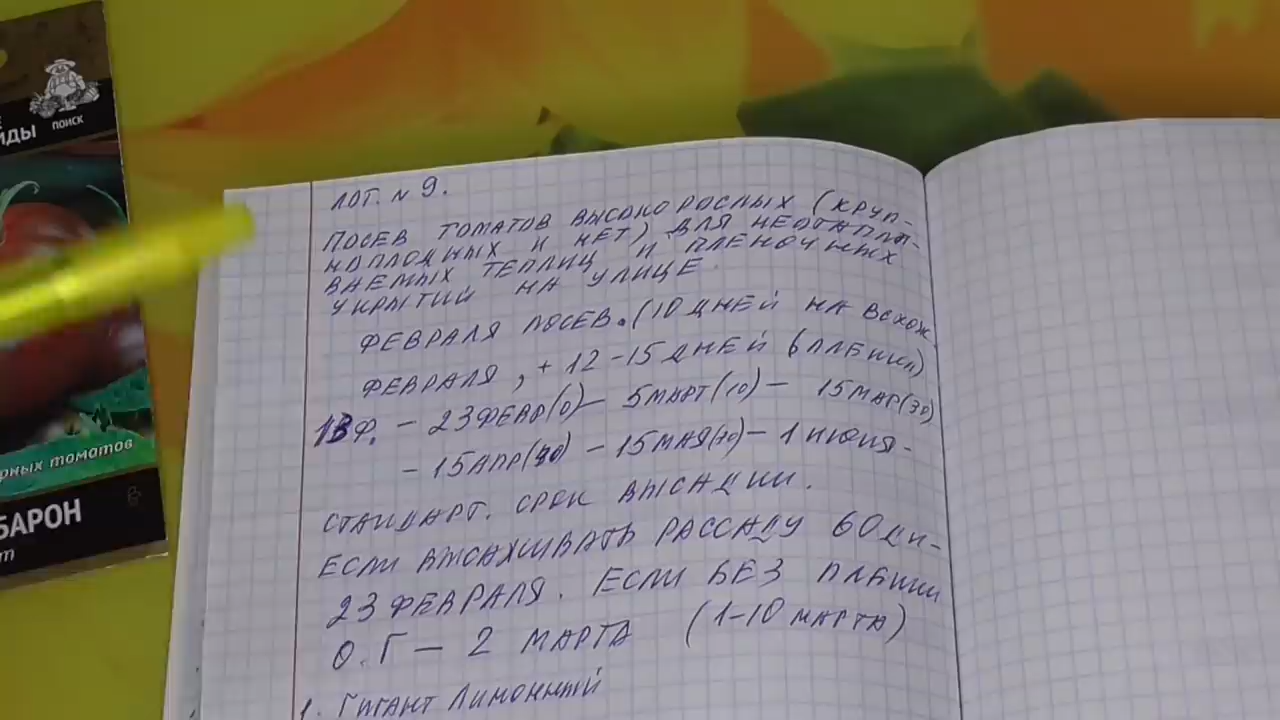 ЙДЫ
ПОИСК
рных томатов
БАРОН
ЛОТ. N 9.
ПОСЕВ ТОМАТОВ ВЫСОКОРОСЛЫХ (КРУП-
НОПЛОДНЫХ И НЕТ) ДЛЯ НЕОТАПЛИ-
ВАЕМЫХ ТЕПЛИЦ И ПЛЕНОЧНЫХ
УКРЫТИЙ НА УЛИЦЕ.
ФЕВРАЛЯ ПОСЕВ. (10 ДНЕЙ НА ВСХОЖ.
ФЕВРАЛЯ, + 12-15 ДНЕЙ (ПЛЕНКИ)
13Ф. - 23ФЕВР(0) - 5МАРТ(10) - 15МАР(30)
- 15АПР( ) - 15МАЯ( ) - 1 ИЮНЯ-
СТАНДАРТ. СРОК ВЫСАДКИ.
ЕСЛИ ВЫСАЖИВАТЬ РАССАДУ 60 ДН-
23 ФЕВРАЛЯ. ЕСЛИ БЕЗ ПЛЕНКИ
О.Г - 2 МАРТА (1-10 МАРТА)
1. ГИГАНТ ЛИМОННЫЙ